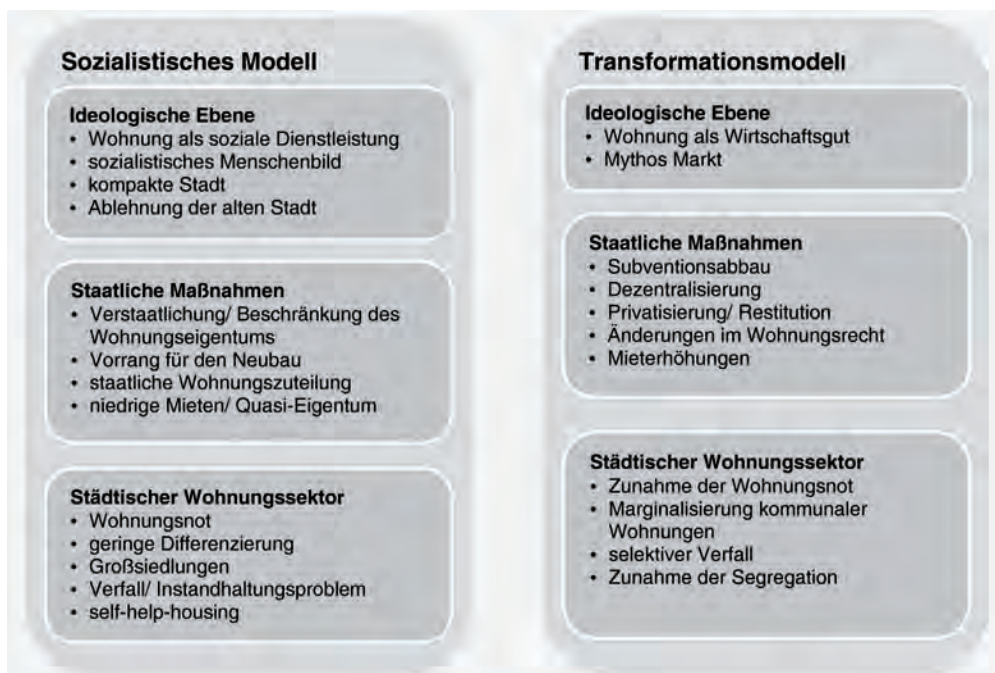 Sozialistisches Modell
Ideologische Ebene
• Wohnung als soziale Dienstleistung
• sozialistisches Menschenbild
• kompakte Stadt
• Ablehnung der alten Stadt
Staatliche Maßnahmen
• Verstaatlichung/ Beschränkung des
Wohnungseigentums
• Vorrang für den Neubau
• staatliche Wohnungszuteilung
• niedrige Mieten/ Quasi-Eigentum
Städtischer Wohnungssektor
• Wohnungsnot
• geringe Differenzierung
• Großsiedlungen
• Verfall/ Instandhaltungsproblem
• self-help-housing
Transformationsmodell
Ideologische Ebene
• Wohnung als Wirtschaftsgut
• Mythos Markt
Staatliche Maßnahmen
• Subventionsabbau
• Dezentralisierung
• Privatisierung/ Restitution
• Änderungen im Wohnungsrecht
• Mieterhöhungen
Städtischer Wohnungssektor
• Zunahme der Wohnungsnot
• Marginalisierung kommunaler
Wohnungen
• selektiver Verfall
• Zunahme der Segregation